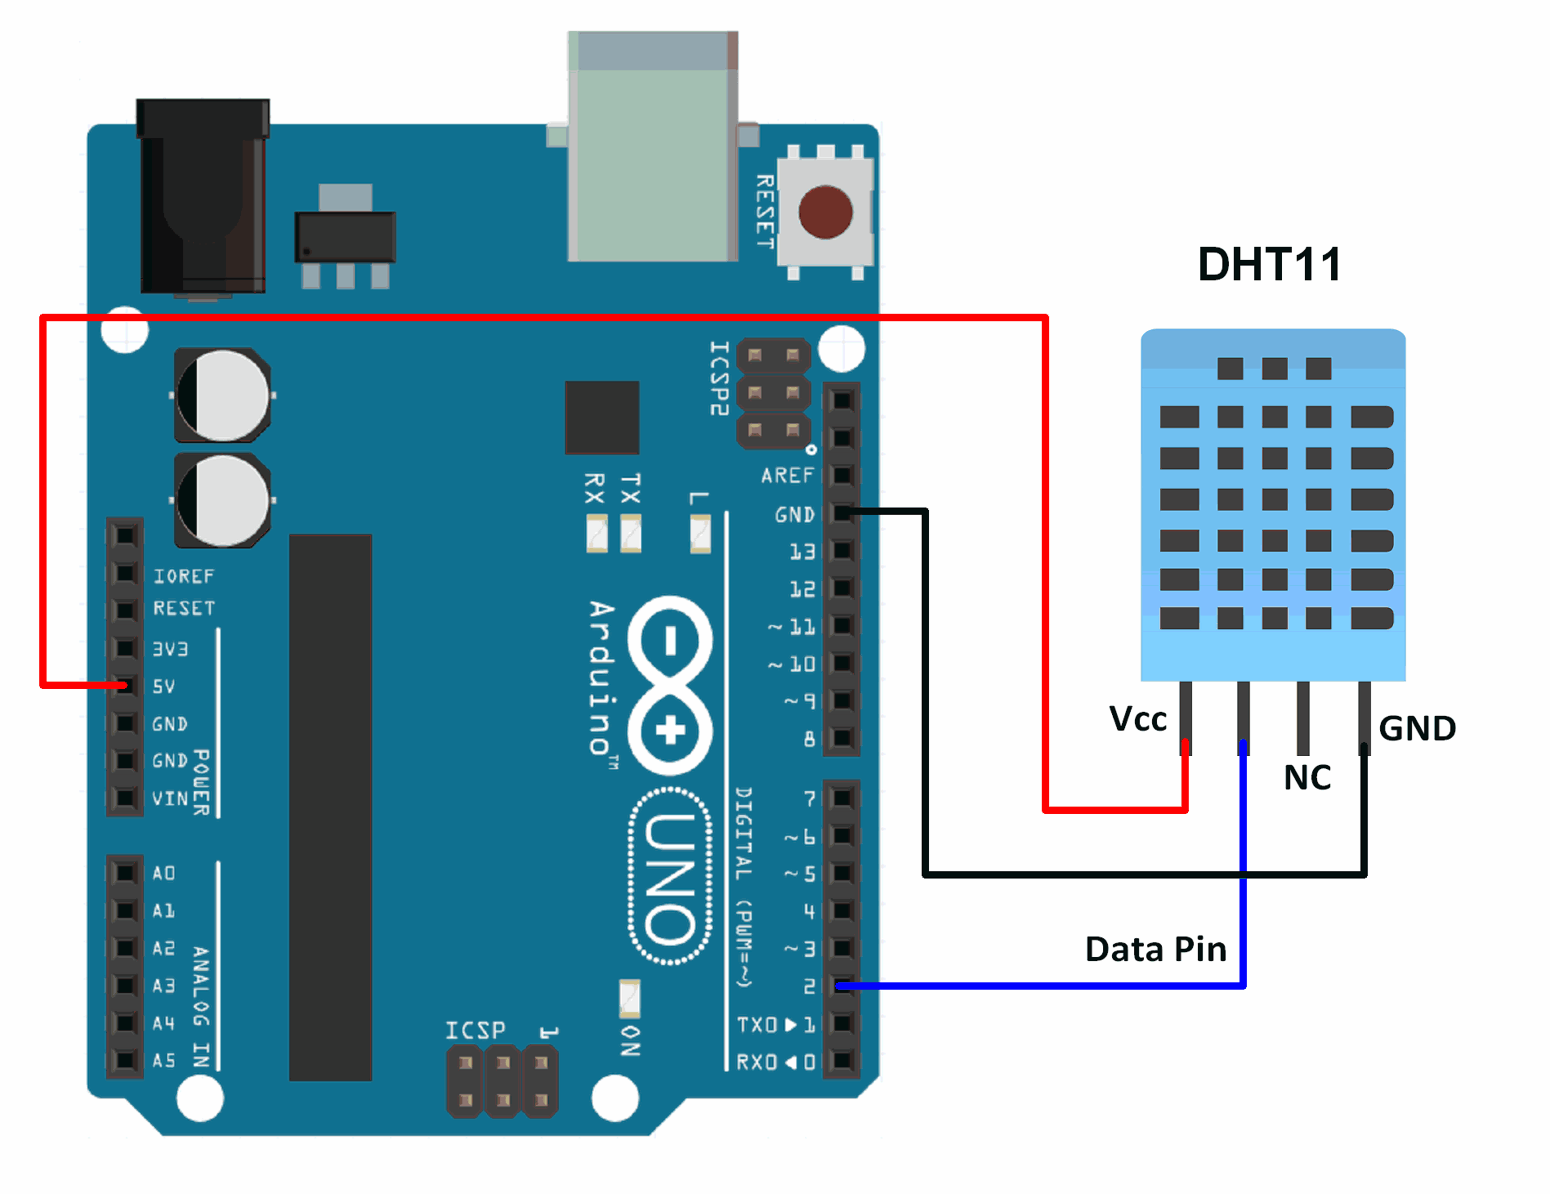 DHT11
RESET
ICSP2
AREF
GND
13
12
~11
~10
~9
8
RX
TX
L
IOREF
RESET
3V3
5V
GND
GND
VIN
POWER
Arduino™
UNO
Vcc
GND
NC
DIGITAL (PWM=~)
7
~6
~5
4
~3
2
TX0▶1
RX0◀0
A0
A1
A2
A3
A4
A5
ANALOG IN
Data Pin
ON
ICSP
1